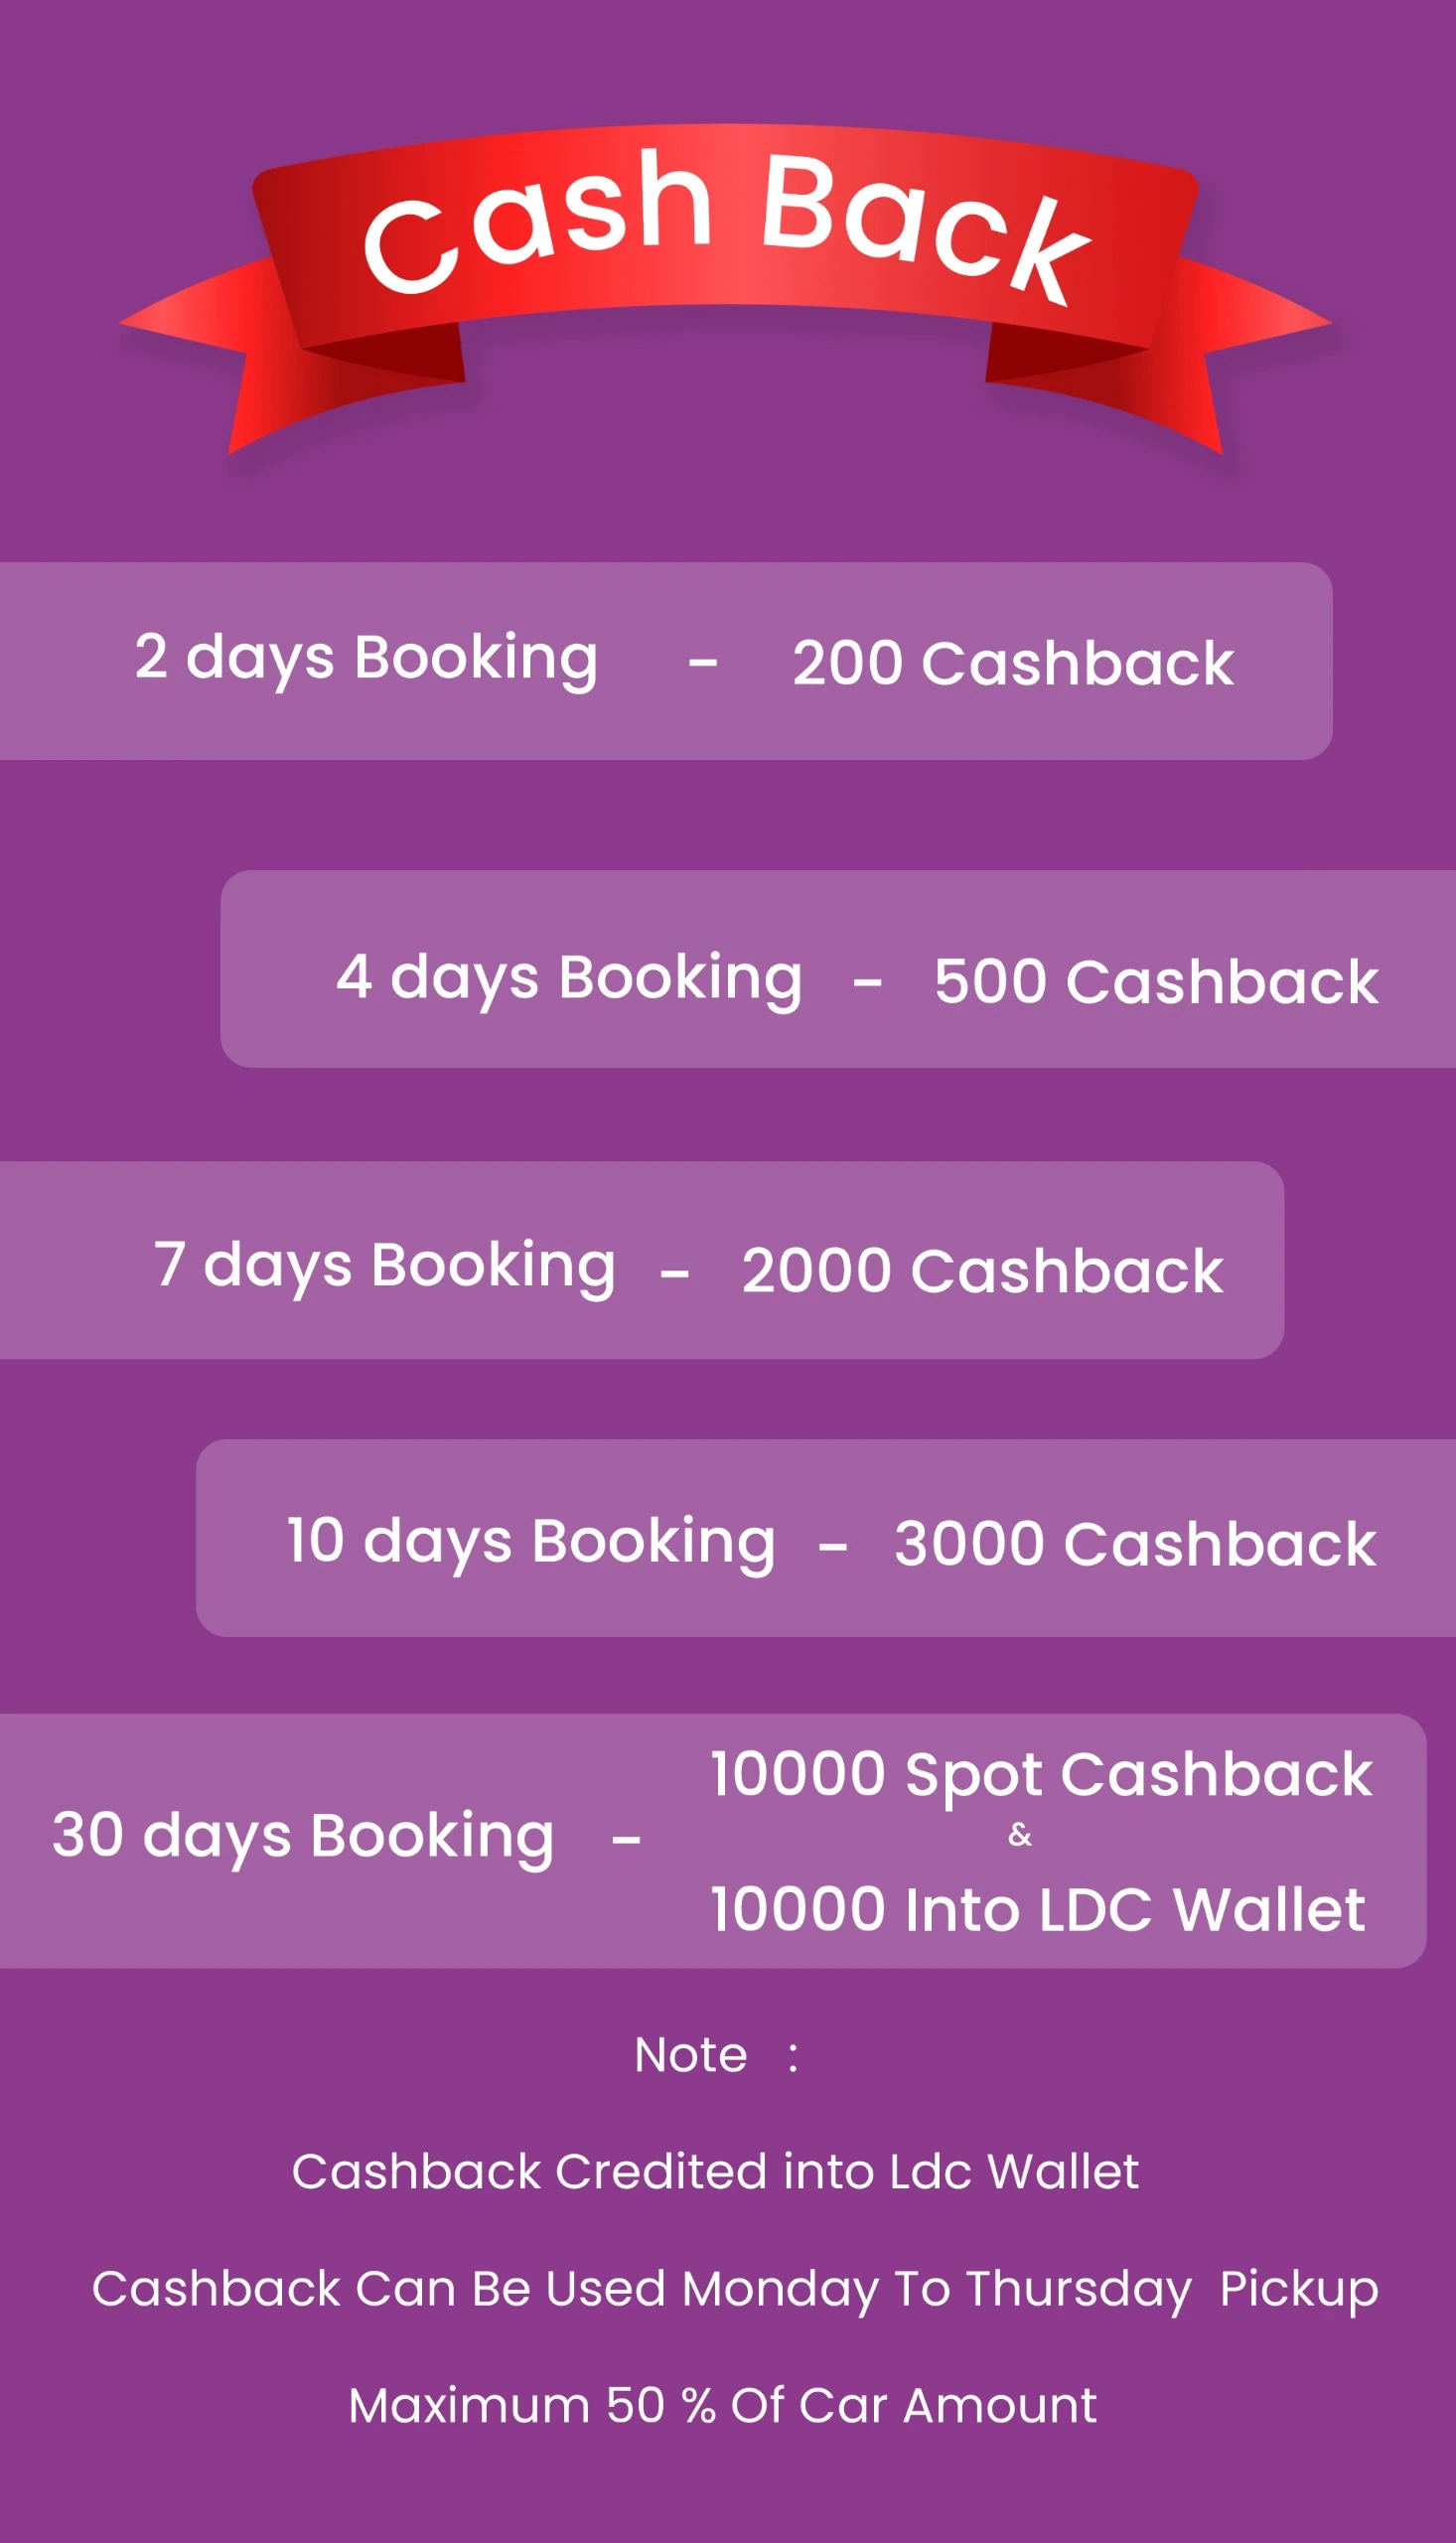 Cash Back
2 days Booking - 200 Cashback
4 days Booking - 500 Cashback
7 days Booking - 2000 Cashback
10 days Booking - 3000 Cashback
30 days Booking - 10000 Spot Cashback
&
10000 Into LDC Wallet
Note :
Cashback Credited into Ldc Wallet
Cashback Can Be Used Monday To Thursday Pickup
Maximum 50 % Of Car Amount